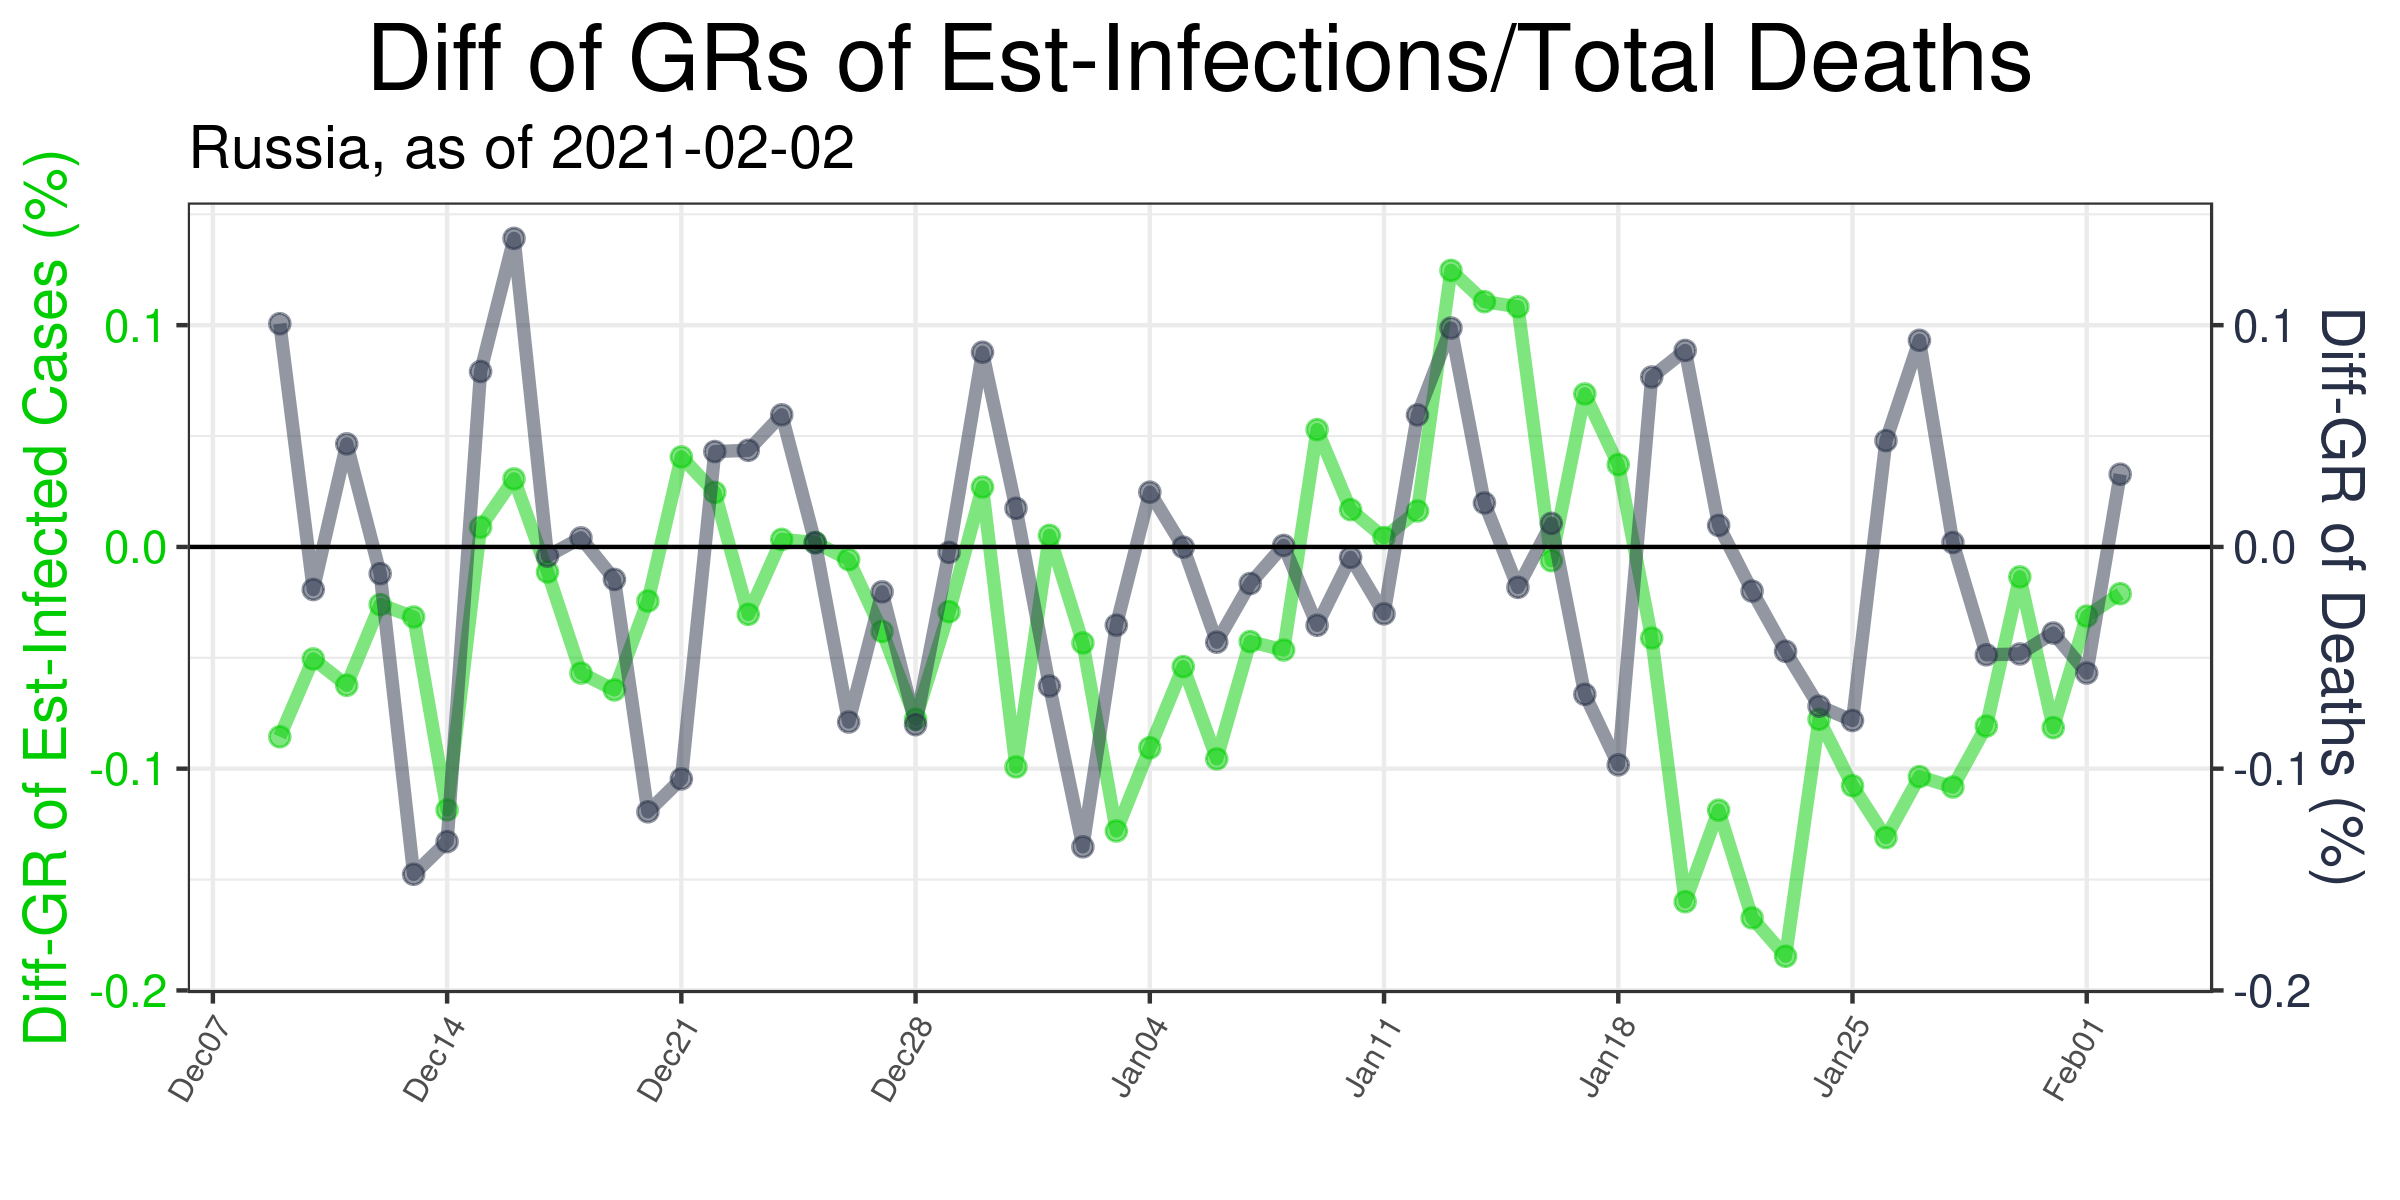 Diff of GRs of Est-Infections/Total Deaths
Russia, as of 2021-02-02
Diff-GR of Est-Infected Cases (%)
0.1
0.0
-0.1
-0.2
0.1
0.0
-0.1
-0.2
Diff-GR of Deaths (%)
Dec07
Dec14
Dec21
Dec28
Jan04
Jan11
Jan18
Jan25
Feb01